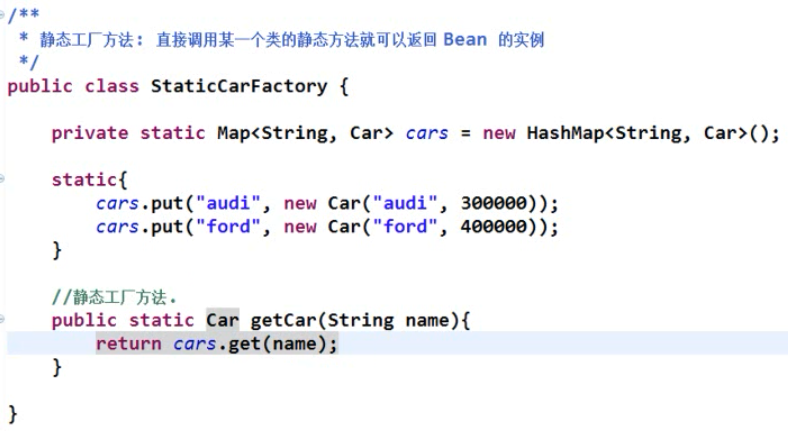 /**
 * 静态工厂方法: 直接调用某一个类的静态方法就可以返回 Bean 的实例
 */
public class StaticCarFactory {
private static Map<String, Car> cars = new HashMap<String, Car>();
static{
cars.put("audi", new Car("audi", 300000));
cars.put("ford", new Car("ford", 400000));
}
//静态工厂方法.
public static Car getCar(String name){
return cars.get(name);
}
}